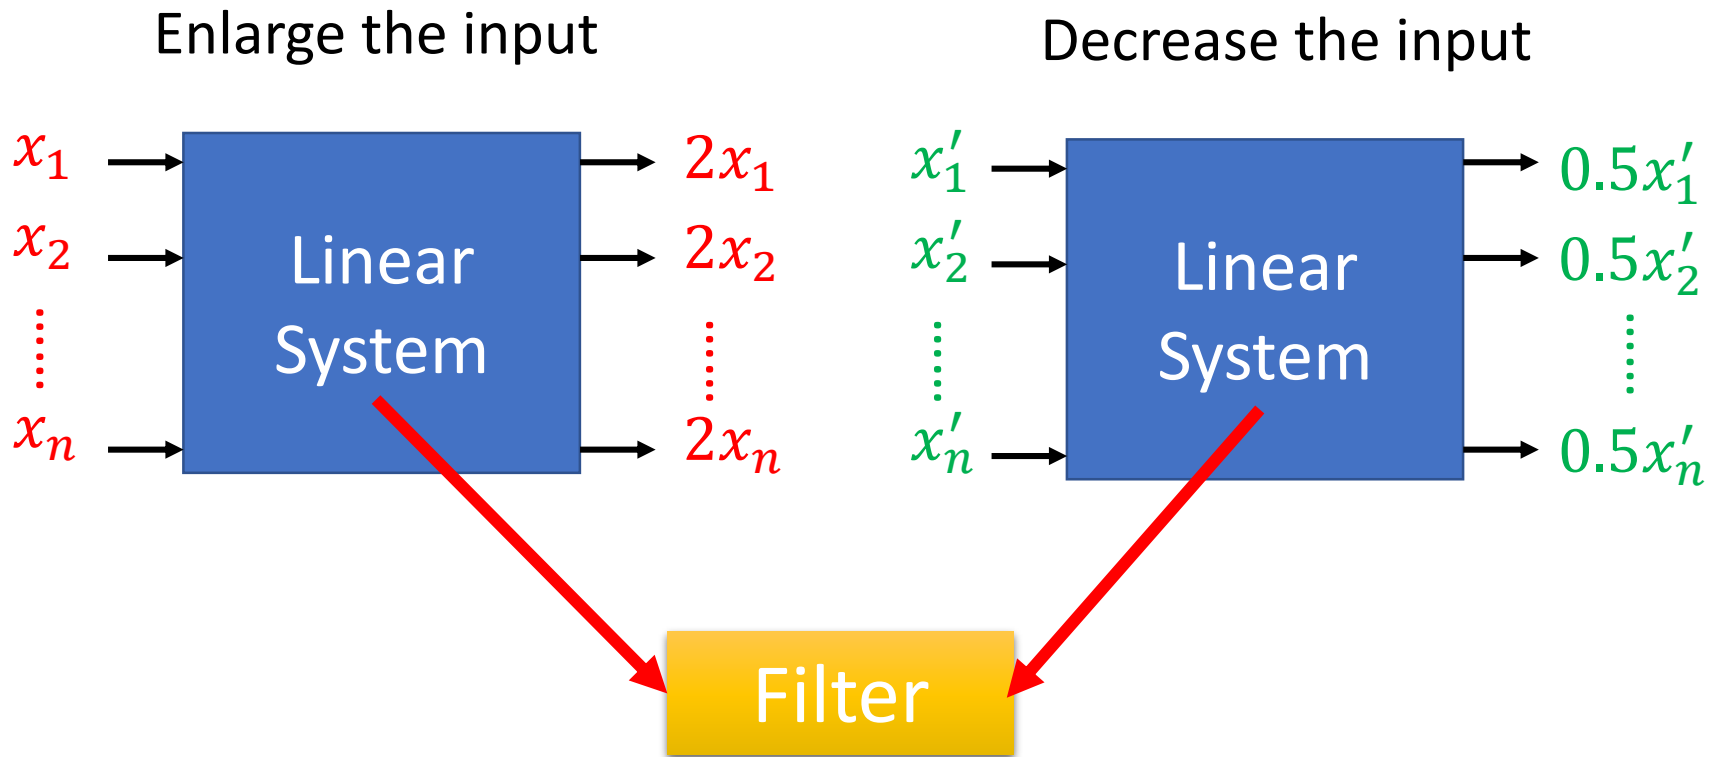 Enlarge the input
x₁
x₂
⋮
xₙ
Linear
System
2x₁
2x₂
⋮
2xₙ
Decrease the input
x′₁
x′₂
⋮
x′ₙ
Linear
System
0.5x′₁
0.5x′₂
⋮
0.5x′ₙ
Filter